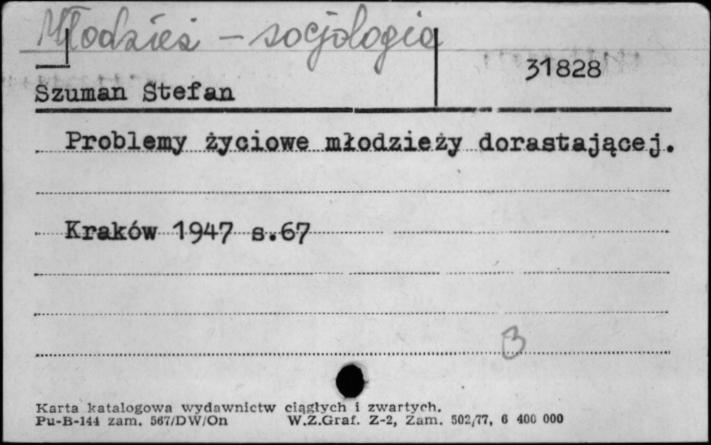 Młodzież – socjologia
31828
Szuman Stefan
Problemy życiowe młodzieży dorastającej.
Kraków 1947 s.67
B
Karta katalogowa wydawnictw ciągłych i zwartych.
Pu-B-144 zam. 567/DW/On W.Z.Graf. Z-2, Zam. 502/77, 6 400 000